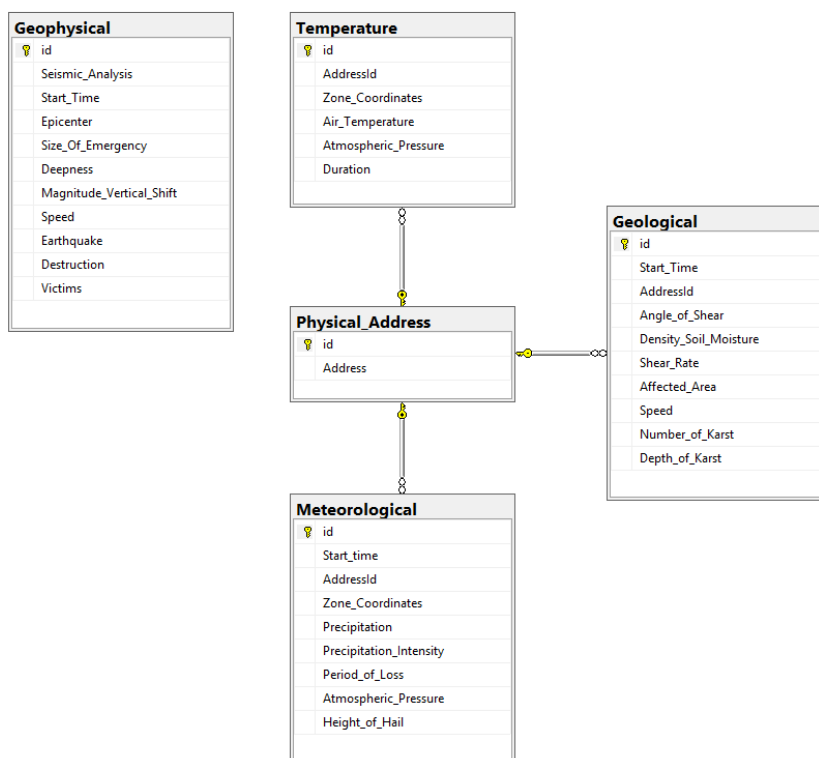 Geophysical
id
Seismic_Analysis
Start_Time
Epicenter
Size_Of_Emergency
Deepness
Magnitude_Vertical_Shift
Speed
Earthquake
Destruction
Victims
Temperature
id
AddressId
Zone_Coordinates
Air_Temperature
Atmospheric_Pressure
Duration
Geological
id
Start_Time
AddressId
Angle_of_Shear
Density_Soil_Moisture
Shear_Rate
Affected_Area
Speed
Number_of_Karst
Depth_of_Karst
Physical_Address
id
Address
Meteorological
id
Start_time
AddressId
Zone_Coordinates
Precipitation
Precipitation_Intensity
Period_of_Loss
Atmospheric_Pressure
Height_of_Hail